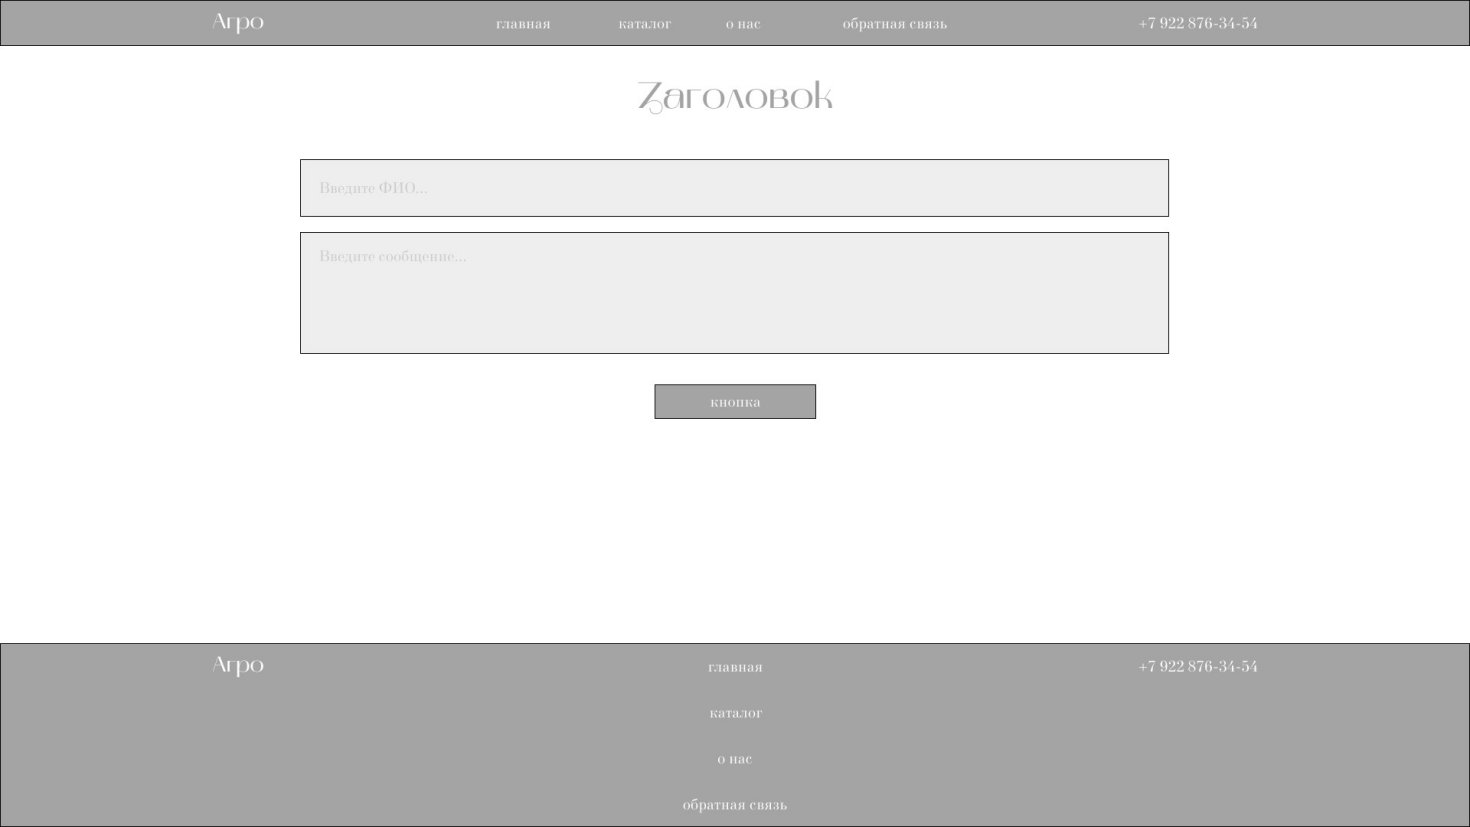 Агро
главная
каталог
о нас
обратная связь
+7 922 876-34-54
Заголовок
Введите ФИО...
Введите сообщение...
кнопка
Агро
главная
+7 922 876-34-54
каталог
о нас
обратная связь